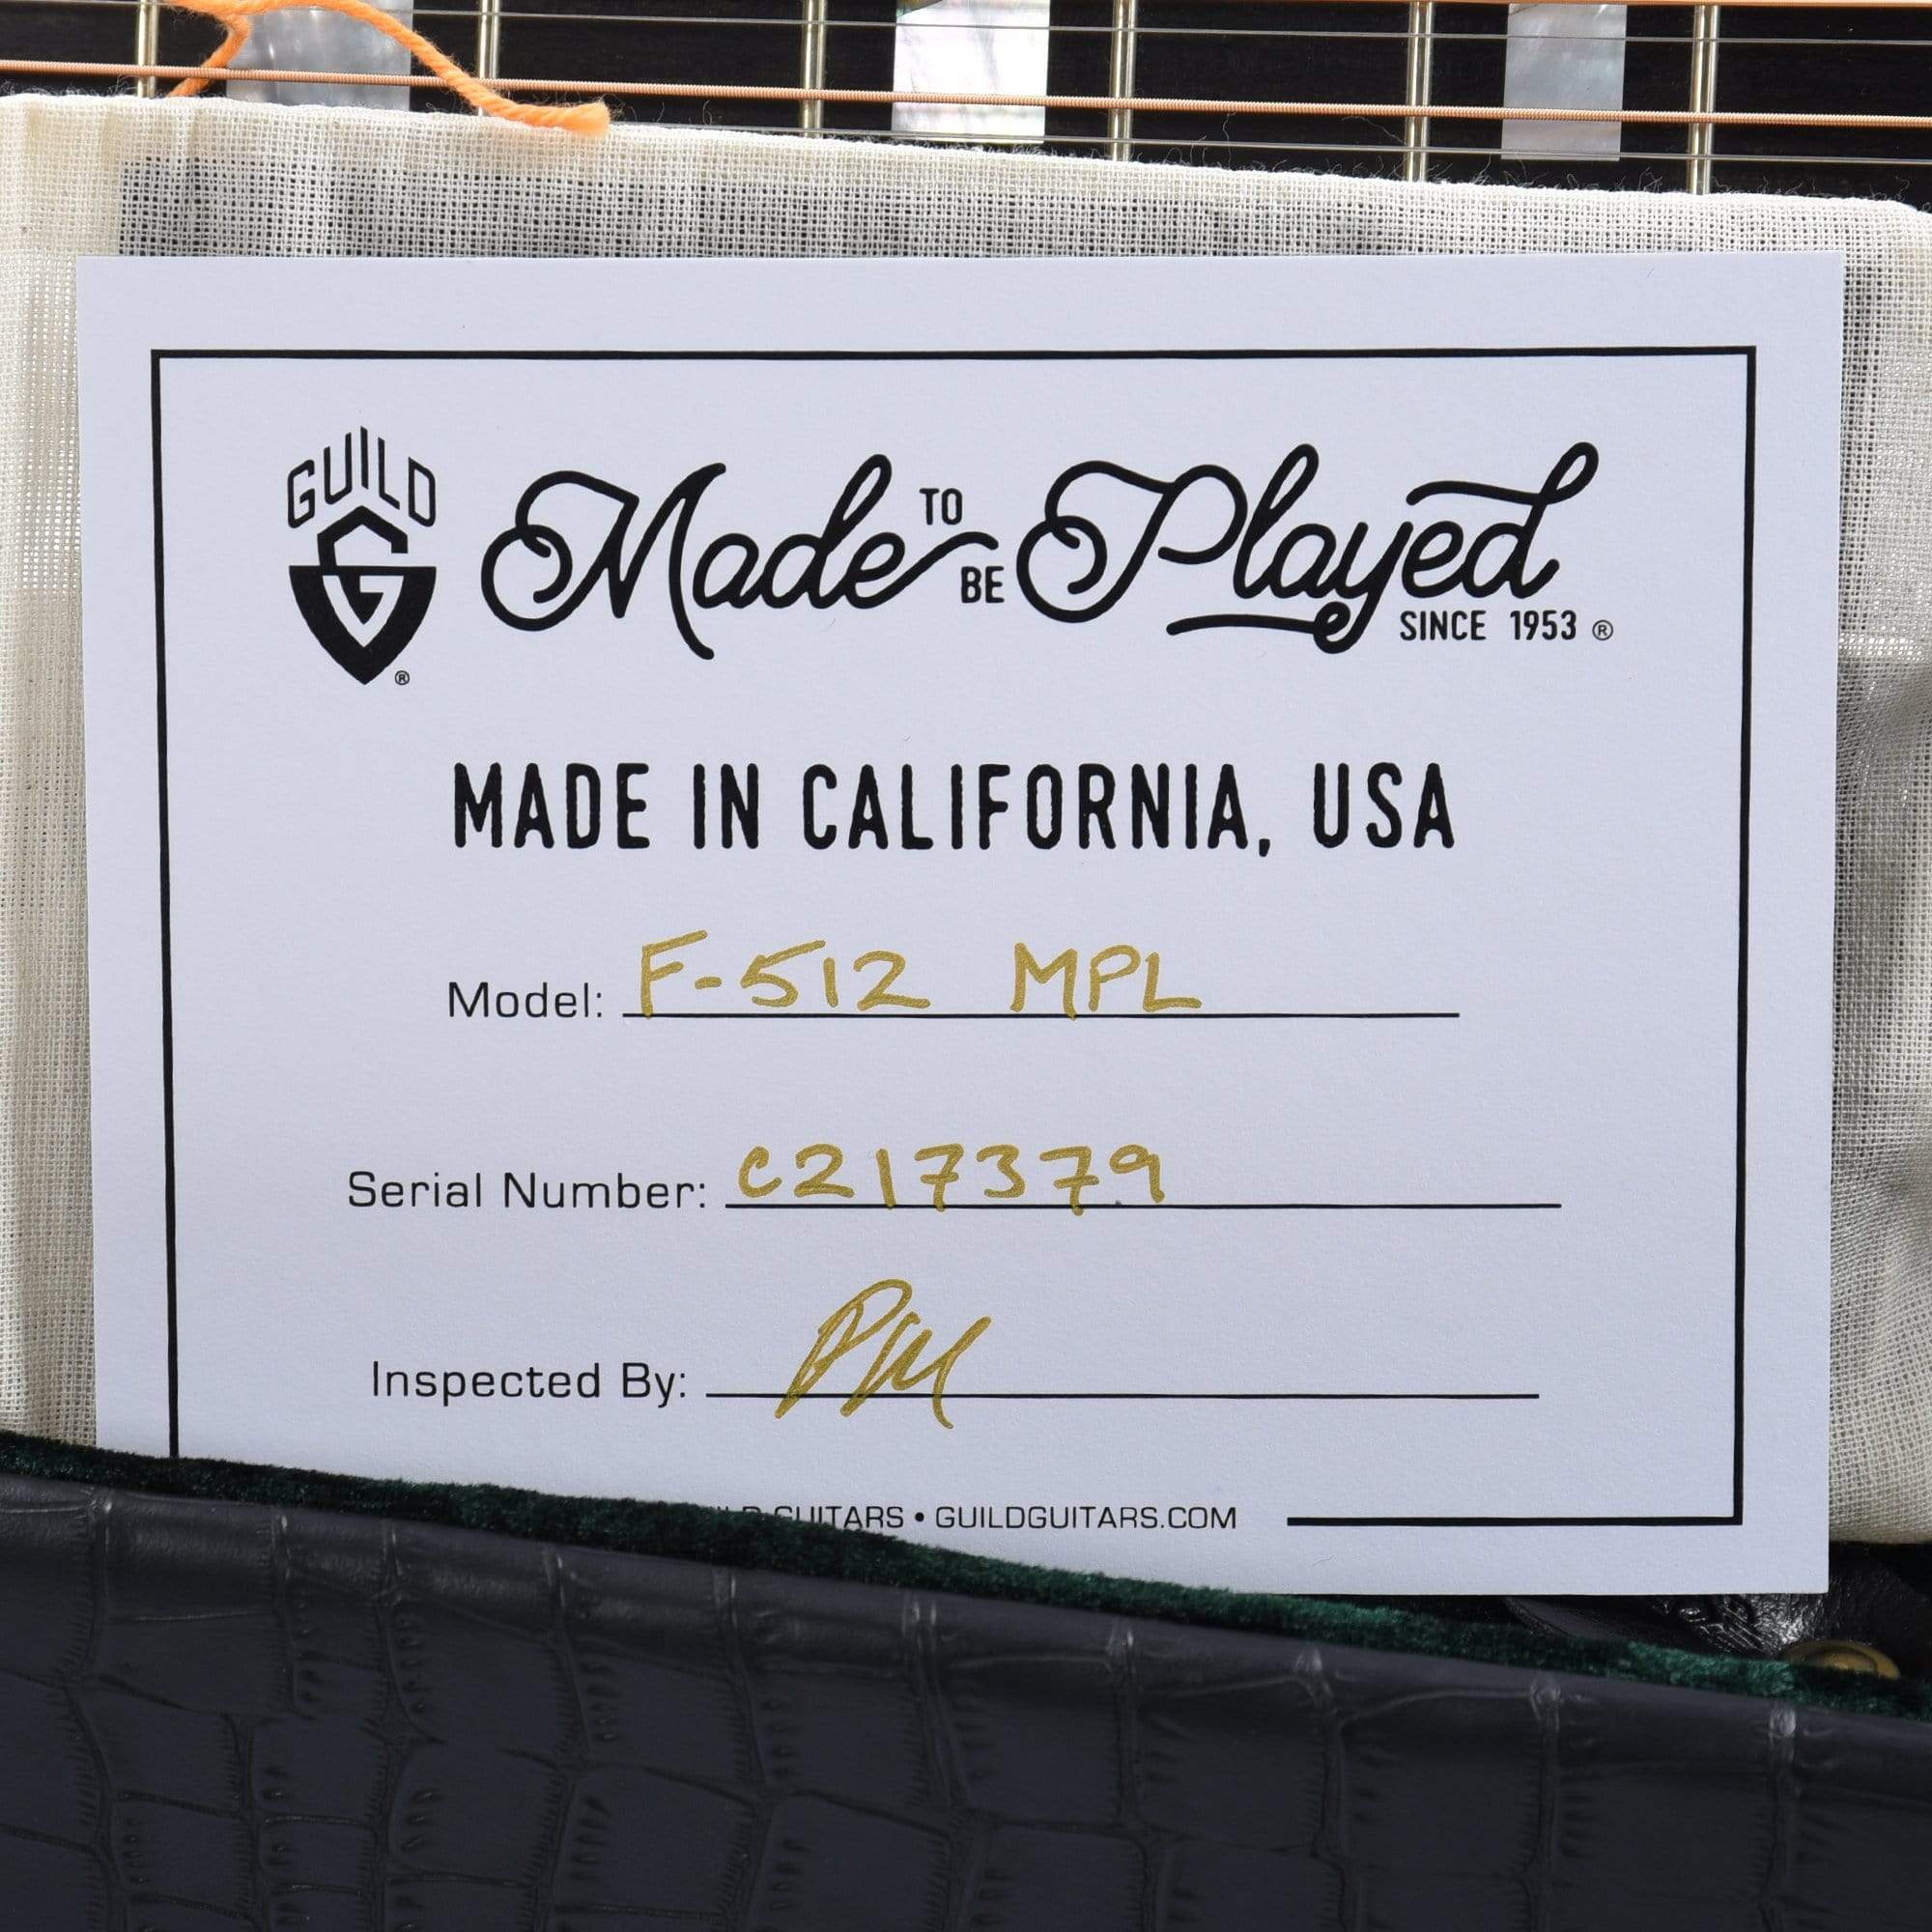 GUILD
Made TO BE Played
SINCE 1953 ®
®
MADE IN CALIFORNIA, USA
Model: F-512 MPL
Serial Number: C217379
Inspected By:
GUITARS • GUILDGUITARS.COM